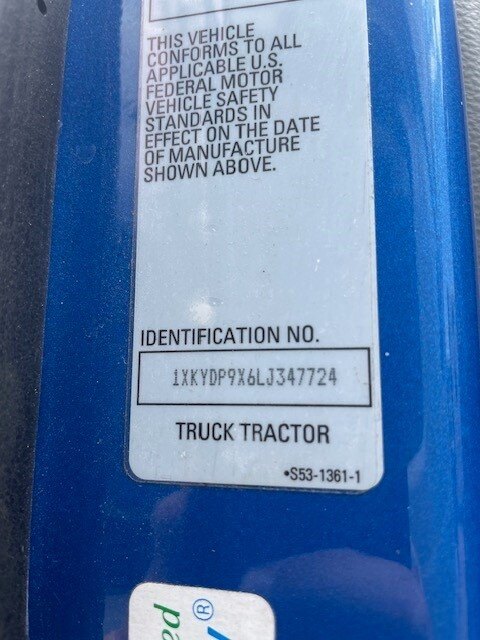 THIS VEHICLE
CONFORMS TO ALL
APPLICABLE U.S.
FEDERAL MOTOR
VEHICLE SAFETY
STANDARDS IN
EFFECT ON THE DATE
OF MANUFACTURE
SHOWN ABOVE.
IDENTIFICATION NO.
1XKYDP9X6LJ347724
TRUCK TRACTOR
•S53-1361-1
®